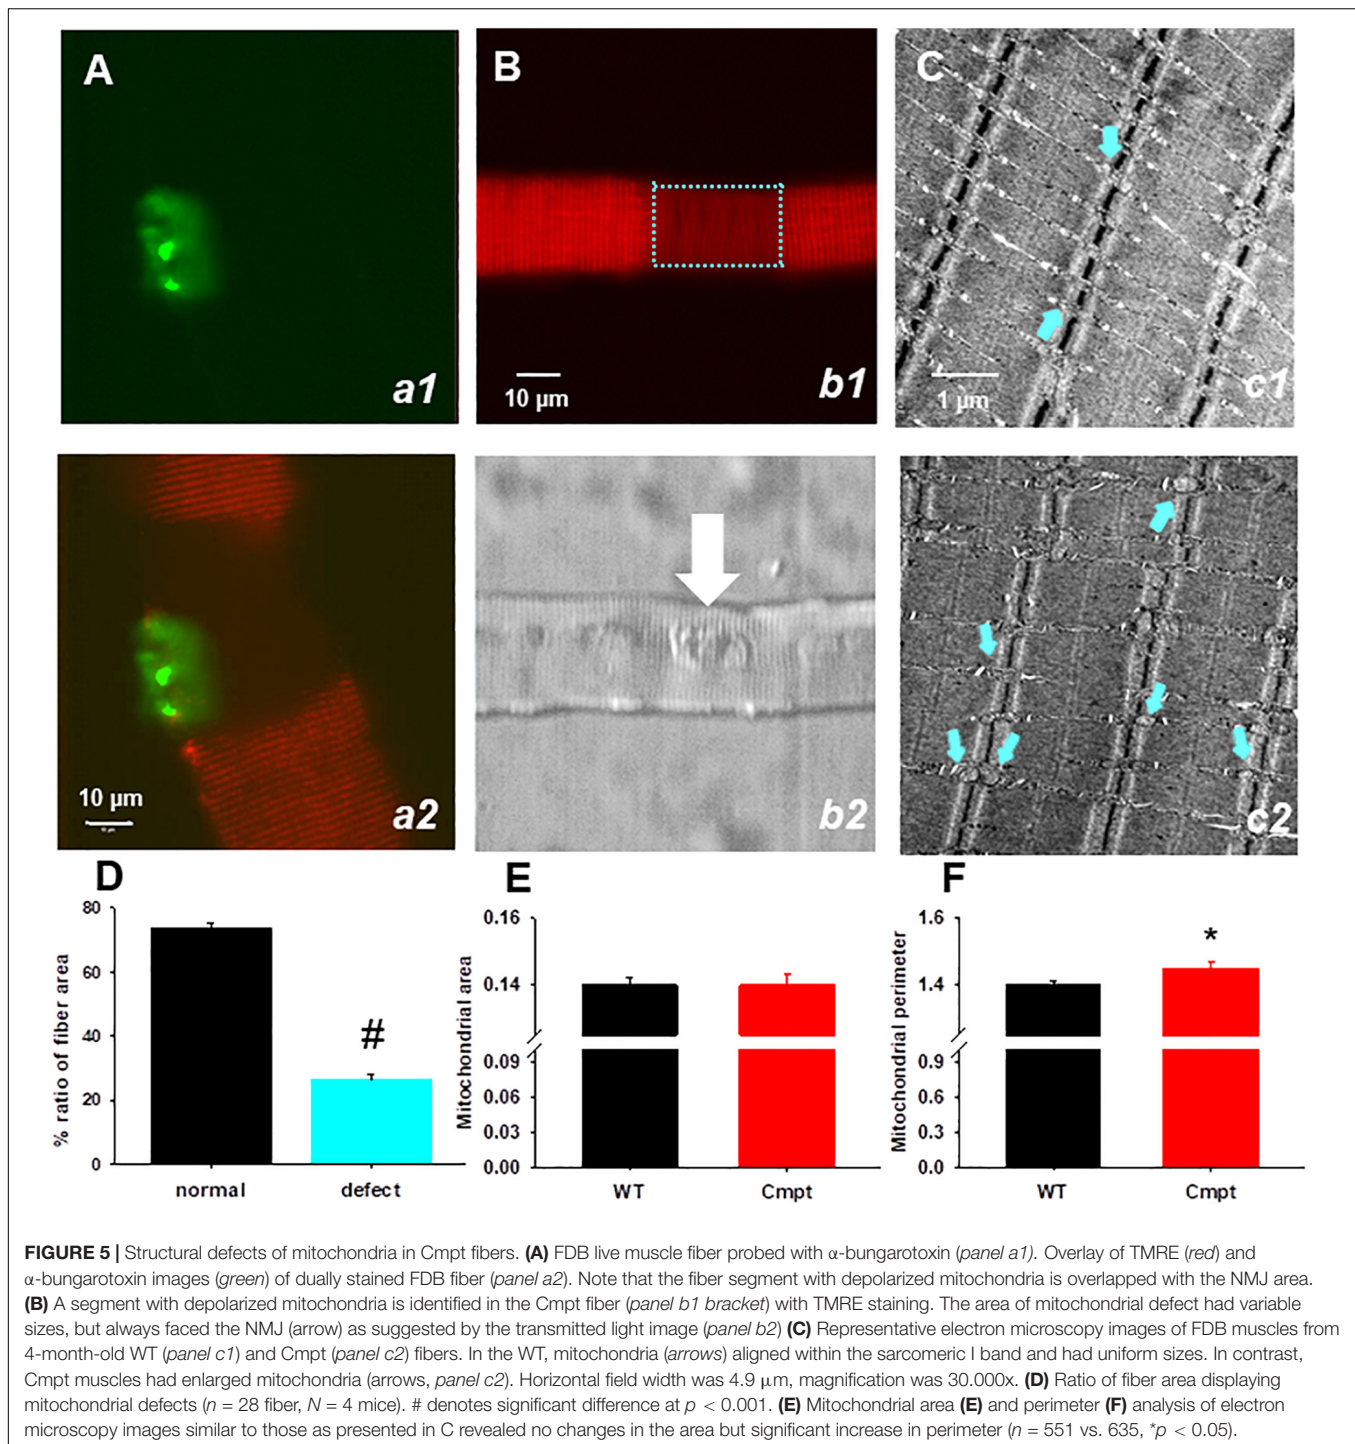 A
a1
B
10 µm
b1
C
1 µm
c1
10 µm
a2
b2
c2
D
80
60
40
20
0
% ratio of fiber area
#
normal
defect
E
0.16
0.14
0.09
0.06
0.03
0.00
Mitochondrial area
WT
Cmpt
F
1.6
1.4
0.9
0.6
0.3
0.0
Mitochondrial perimeter
*
WT
Cmpt
FIGURE 5 | Structural defects of mitochondria in Cmpt fibers. (A) FDB live muscle fiber probed with α-bungarotoxin (panel a1). Overlay of TMRE (red) and
α-bungarotoxin images (green) of dually stained FDB fiber (panel a2). Note that the fiber segment with depolarized mitochondria is overlapped with the NMJ area.
(B) A segment with depolarized mitochondria is identified in the Cmpt fiber (panel b1 bracket) with TMRE staining. The area of mitochondrial defect had variable
sizes, but always faced the NMJ (arrow) as suggested by the transmitted light image (panel b2) (C) Representative electron microscopy images of FDB muscles from
4-month-old WT (panel c1) and Cmpt (panel c2) fibers. In the WT, mitochondria (arrows) aligned within the sarcomeric I band and had uniform sizes. In contrast,
Cmpt muscles had enlarged mitochondria (arrows, panel c2). Horizontal field width was 4.9 μm, magnification was 30.000x. (D) Ratio of fiber area displaying
mitochondrial defects (n = 28 fiber, N = 4 mice). # denotes significant difference at p < 0.001. (E) Mitochondrial area (E) and perimeter (F) analysis of electron
microscopy images similar to those as presented in C revealed no changes in the area but significant increase in perimeter (n = 551 vs. 635, *p < 0.05).